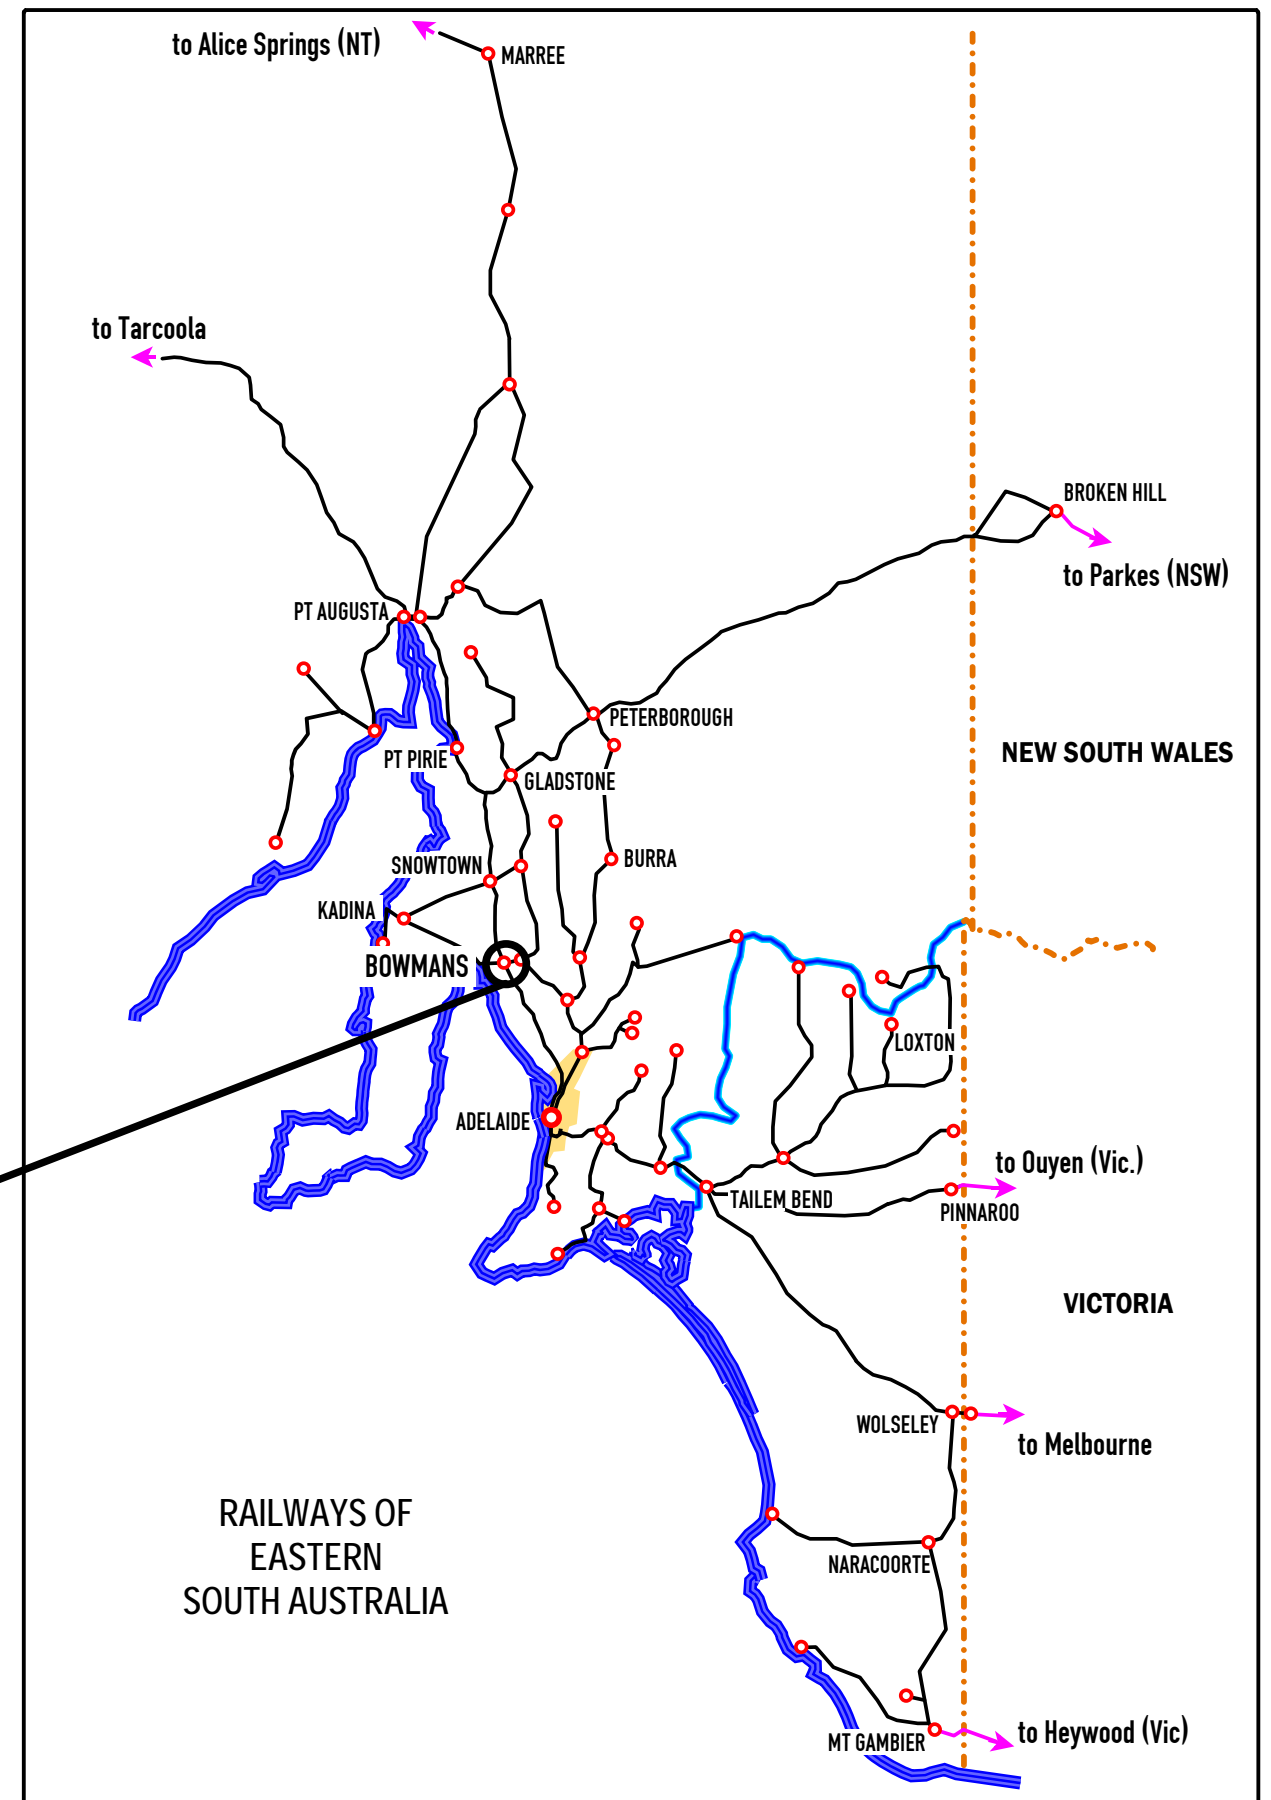 to Alice Springs (NT)
MARREE
to Tarcoola
BROKEN HILL
to Parkes (NSW)
PT AUGUSTA
PETERBOROUGH
NEW SOUTH WALES
PT PIRIE
GLADSTONE
SNOWTOWN
BURRA
KADINA
BOWMANS
LOXTON
ADELAIDE
to Ouyen (Vic.)
TAILEM BEND
PINNAROO
VICTORIA
WOLSELEY
to Melbourne
RAILWAYS OF
EASTERN
SOUTH AUSTRALIA
NARACOORTE
MT GAMBIER
to Heywood (Vic)